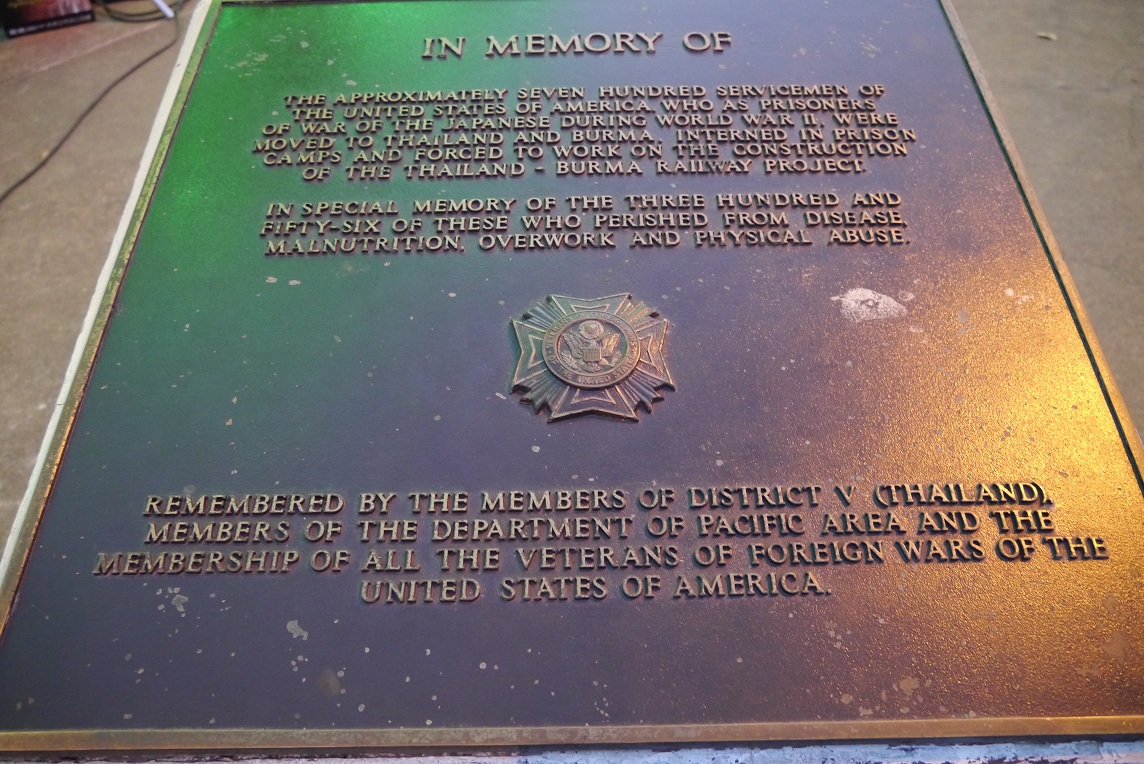 IN MEMORY OF
THE APPROXIMATELY SEVEN HUNDRED SERVICEMEN OF
THE UNITED STATES OF AMERICA WHO AS PRISONERS
OF WAR OF THE JAPANESE DURING WORLD WAR II, WERE
MOVED TO THAILAND AND BURMA, INTERNED IN PRISON
CAMPS AND FORCED TO WORK ON THE CONSTRUCTION
OF THE THAILAND - BURMA RAILWAY PROJECT.
IN SPECIAL MEMORY OF THE THREE HUNDRED AND
FIFTY-SIX OF THESE WHO PERISHED FROM DISEASE,
MALNUTRITION, OVERWORK AND PHYSICAL ABUSE.
REMEMBERED BY THE MEMBERS OF DISTRICT V (THAILAND),
MEMBERS OF THE DEPARTMENT OF PACIFIC AREA AND THE
MEMBERSHIP OF ALL THE VETERANS OF FOREIGN WARS OF THE
UNITED STATES OF AMERICA.